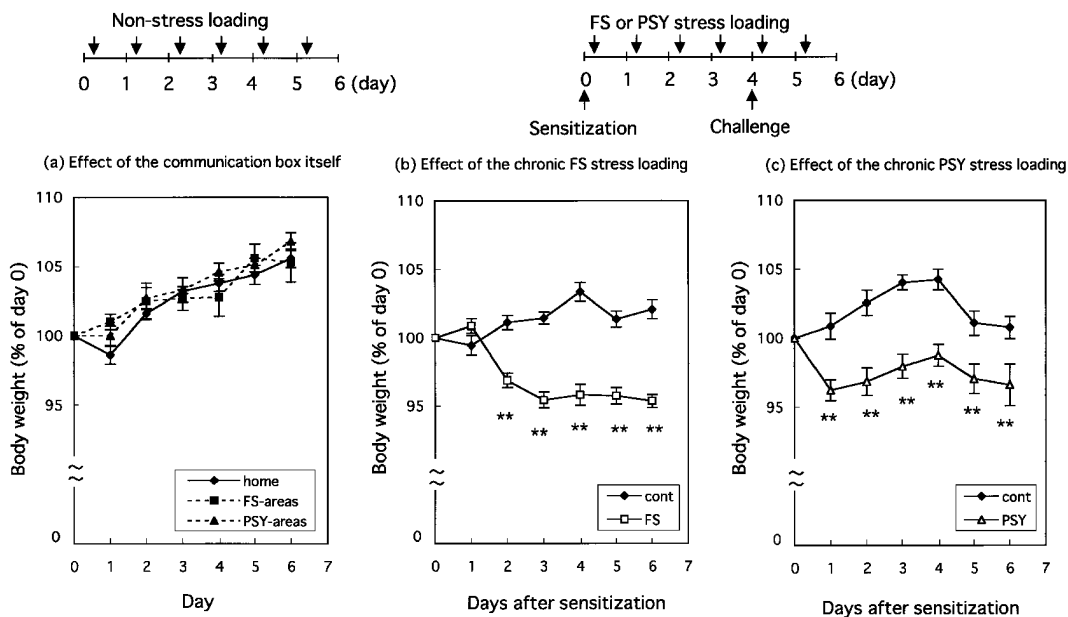 Non-stress loading
0 1 2 3 4 5 6 (day)
FS or PSY stress loading
0 1 2 3 4 5 6 (day)
Sensitization Challenge
(a) Effect of the communication box itself
110
105
100
95
0
Body weight (% of day 0)
home
FS-areas
PSY-areas
0 1 2 3 4 5 6 7
Day
(b) Effect of the chronic FS stress loading
110
105
100
95
0
Body weight (% of day 0)
** ** ** ** **
cont
FS
0 1 2 3 4 5 6 7
Days after sensitization
(c) Effect of the chronic PSY stress loading
110
105
100
95
0
Body weight (% of day 0)
** ** ** ** ** **
cont
PSY
0 1 2 3 4 5 6 7
Days after sensitization